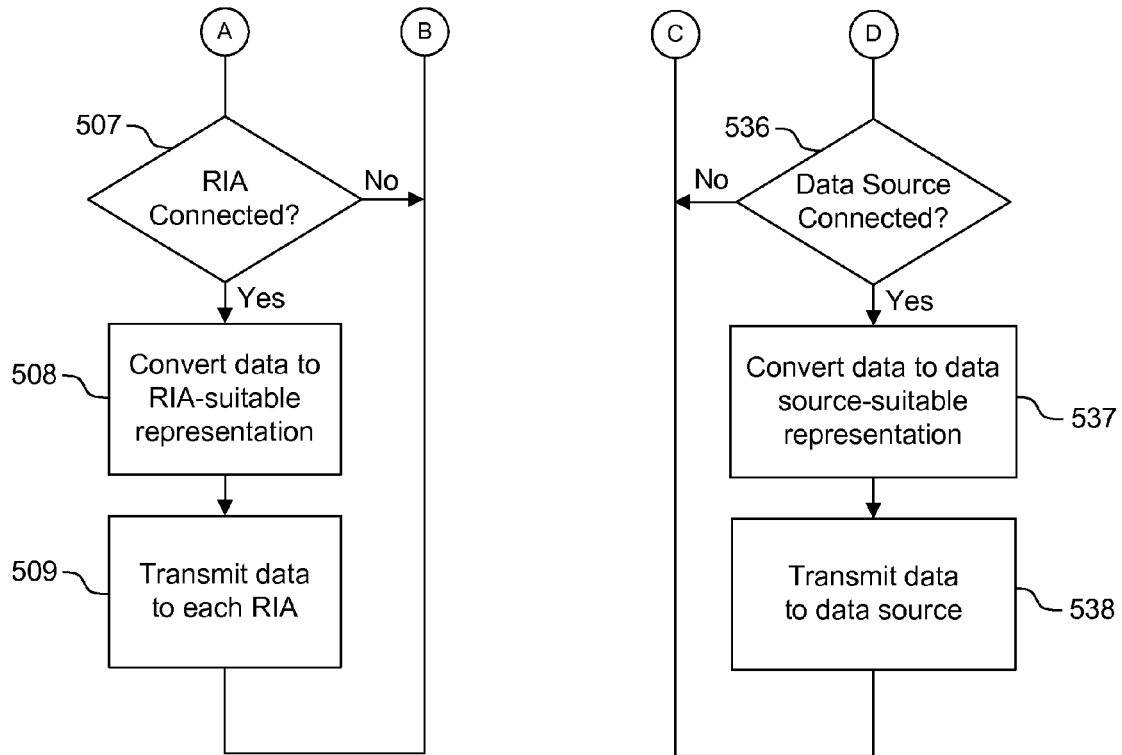 A
B
507
RIA
Connected?
No
Yes
508
Convert data to
RIA-suitable
representation
509
Transmit data
to each RIA
C
D
536
No
Data Source
Connected?
Yes
Convert data to data
source-suitable
representation
537
Transmit data
to data source
538